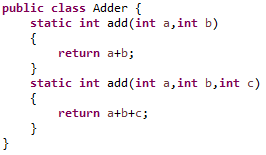 public class Adder {
static int add(int a,int b)
{
return a+b;
}
static int add(int a,int b,int c)
{
return a+b+c;
}
}